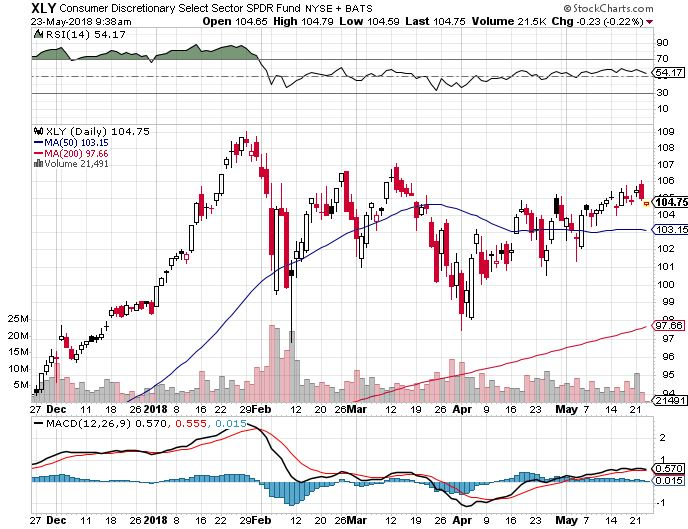 XLY Consumer Discretionary Select Sector SPDR Fund NYSE + BATS © StockCharts.com
23-May-2018 9:38am Open 104.65 High 104.79 Low 104.59 Last 104.75 Volume 21.5K Chg -0.23 (-0.22%)
RSI(14) 54.17
90
70
54.17
30
10
XLY (Daily) 104.75
MA(50) 103.15
MA(200) 97.66
Volume 21,491
109
108
107
106
105
104.75
104
103.15
102
101
100
99
98
97.66
97
96
95
94
25M
20M
15M
10M
5M
21491
27 Dec 11 18 26 2018 8 16 22 29 Feb 12 20 26 Mar 12 19 26 Apr 9 16 23 May 7 14 21
MACD(12,26,9) 0.570, 0.555, 0.015
2
1
0.570
0.015
-1
27 Dec 11 18 26 2018 8 16 22 29 Feb 12 20 26 Mar 12 19 26 Apr 9 16 23 May 7 14 21